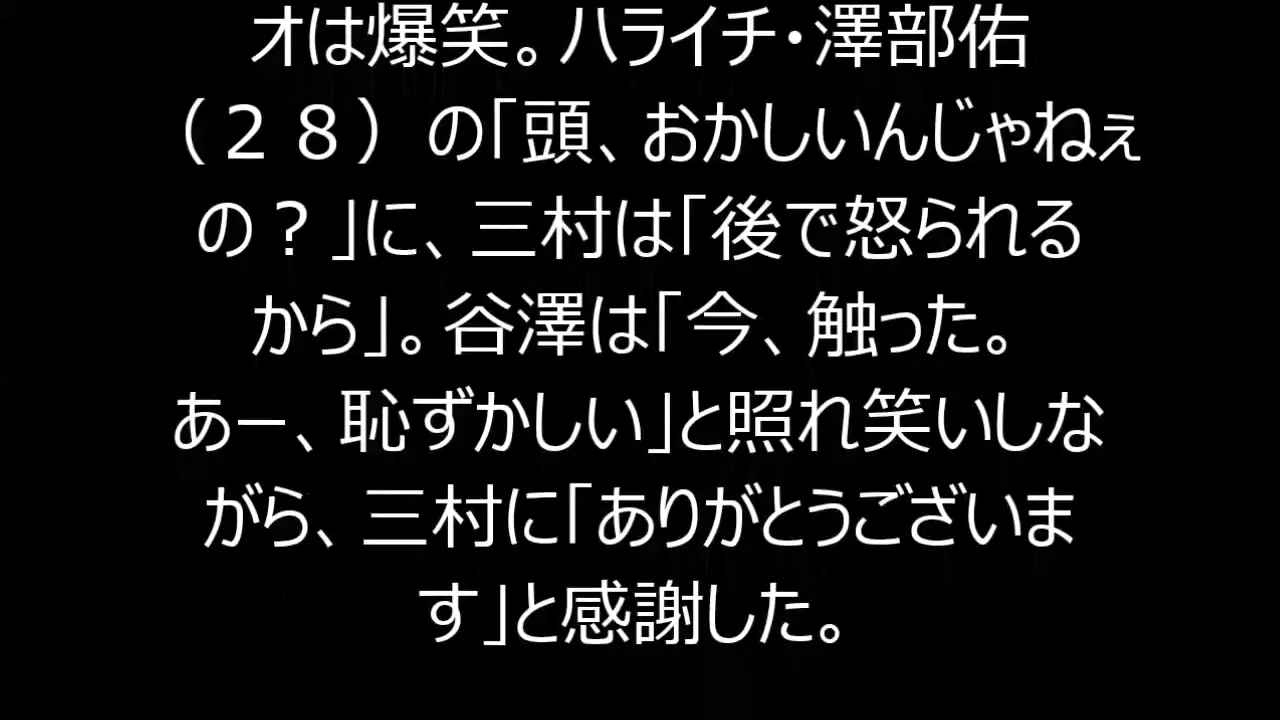 オは爆笑。ハライチ・澤部佑
（２８）の「頭、おかしいんじゃねぇ
の？」に、三村は「後で怒られる
から」。谷澤は「今、触った。
あー、恥ずかしい」と照れ笑いしな
がら、三村に「ありがとうございま
す」と感謝した。